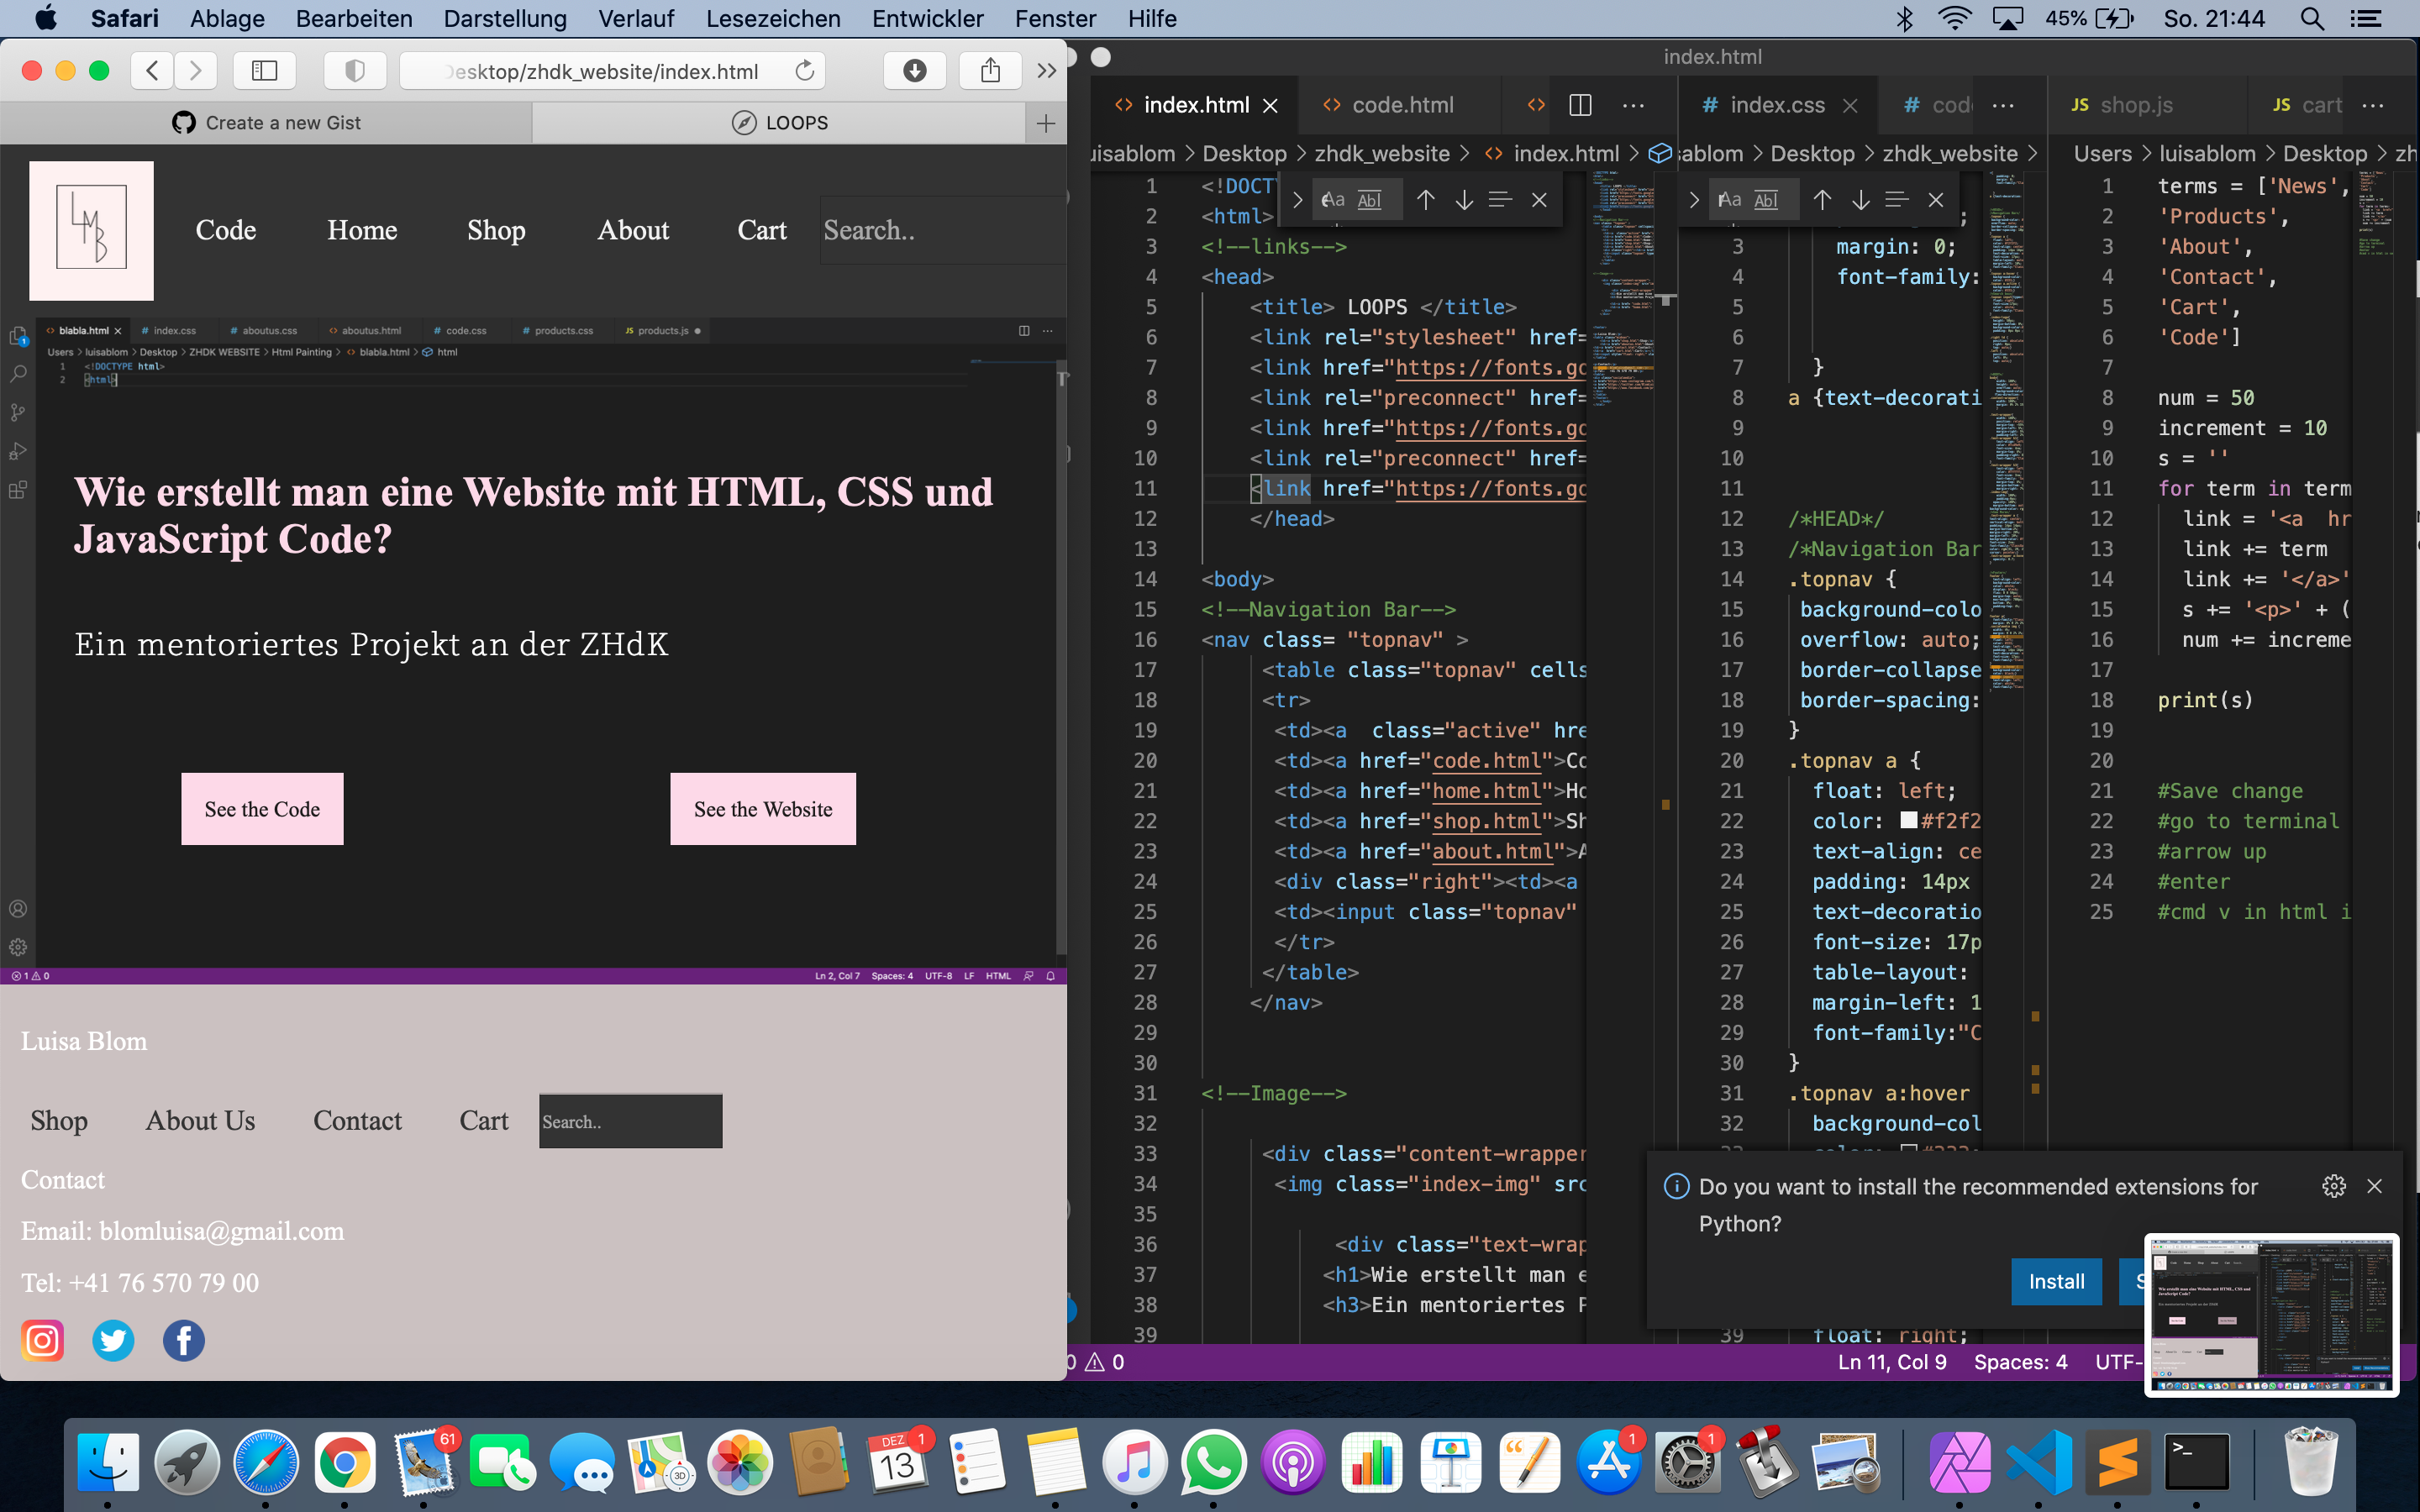 Safari Ablage Bearbeiten Darstellung Verlauf Lesezeichen Entwickler Fenster Hilfe 45% So. 21:44
Desktop/zhdk_website/index.html
Create a new Gist LOOPS
LMB
Code Home Shop About Cart Search..
blabla.html index.css aboutus.css aboutus.html code.css products.css JS products.js
Users > luisablom > Desktop > ZHDK WEBSITE > Html Painting > blabla.html > html
1 <!DOCTYPE html>
2 <html>
1
Wie erstellt man eine Website mit HTML, CSS und
JavaScript Code?
Ein mentoriertes Projekt an der ZHdK
See the Code See the Website
1 0 Ln 2, Col 7 Spaces: 4 UTF-8 LF HTML
Luisa Blom
Shop About Us Contact Cart Search..
Contact
Email: blomluisa@gmail.com
Tel: +41 76 570 79 00
index.html
index.html code.html
uisablom > Desktop > zhdk_website > index.html >
Aa Abl
1 <!DOCT
2 <html>
3 <!--links-->
4 <head>
5 <title> LOOPS </title>
6 <link rel="stylesheet" href=
7 <link href="https://fonts.go
8 <link rel="preconnect" href=
9 <link href="https://fonts.go
10 <link rel="preconnect" href=
11 <link href="https://fonts.go
12 </head>
13
14 <body>
15 <!--Navigation Bar-->
16 <nav class= "topnav" >
17 <table class="topnav" cells
18 <tr>
19 <td><a  class="active" hre
20 <td><a href="code.html">Co
21 <td><a href="home.html">Ho
22 <td><a href="shop.html">Sh
23 <td><a href="about.html">A
24 <div class="right"><td><a
25 <td><input class="topnav"
26 </tr>
27 </table>
28 </nav>
29
30
31 <!--Image-->
32
33 <div class="content-wrapper
34 <img class="index-img" src
35
36 <div class="text-wrap
37 <h1>Wie erstellt man e
38 <h3>Ein mentoriertes P
39
# index.css # cod
sablom > Desktop > zhdk_website >
Aa Abl
3 margin: 0;
4 font-family:
5
6
7 }
8 a {text-decorati
9
10
11
12 /*HEAD*/
13 /*Navigation Bar
14 .topnav {
15 background-colo
16 overflow: auto;
17 border-collapse
18 border-spacing:
19 }
20 .topnav a {
21 float: left;
22 color: #f2f2
23 text-align: ce
24 padding: 14px
25 text-decoratio
26 font-size: 17p
27 table-layout:
28 margin-left: 1
29 font-family:"C
30 }
31 .topnav a:hover
32 background-col
39 float: right;
JS shop.js JS cart
Users > luisablom > Desktop > zh
1 terms = ['News',
2 'Products',
3 'About',
4 'Contact',
5 'Cart',
6 'Code']
7
8 num = 50
9 increment = 10
10 s = ''
11 for term in term
12 link = '<a  hr
13 link += term
14 link += '</a>'
15 s += '<p>' + (
16 num += increme
17
18 print(s)
19
20
21 #Save change
22 #go to terminal
23 #arrow up
24 #enter
25 #cmd v in html i
Do you want to install the recommended extensions for
Python?
Install S
0 0 Ln 11, Col 9 Spaces: 4 UTF-
61 DEZ 13 1 3D 1 1